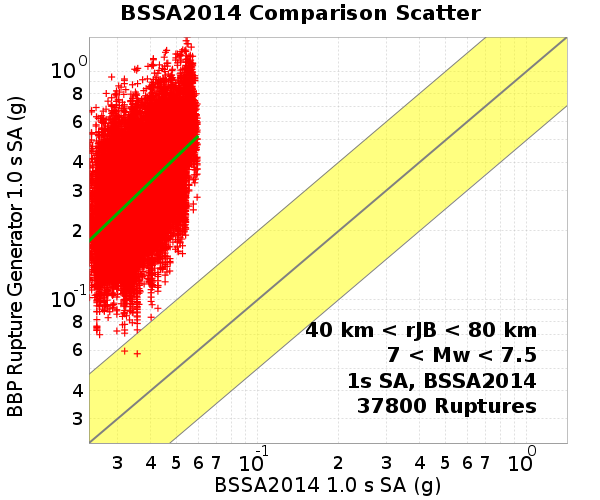 BSSA2014 Comparison Scatter
BBP Rupture Generator 1.0 s SA (g)
10^0
8
6
4
3
2
10^-1
8
6
4
3
40 km < rJB < 80 km
7 < Mw < 7.5
1s SA, BSSA2014
37800 Ruptures
3 4 5 6 7 10^-1 2 3 4 5 6 7 10^0
BSSA2014 1.0 s SA (g)